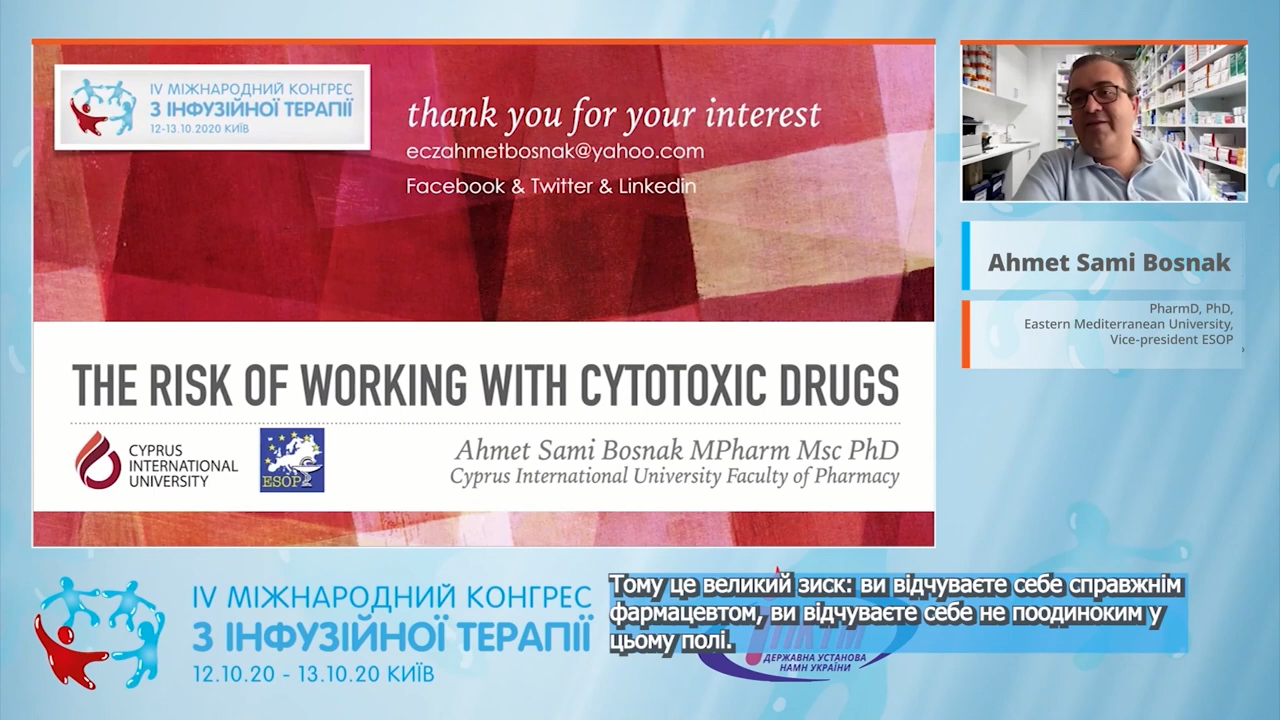 IV МІЖНАРОДНИЙ КОНГРЕС
З ІНФУЗІЙНОЇ ТЕРАПІЇ
12-13.10.2020 КИЇВ
thank you for your interest
eczahmetbosnak@yahoo.com
Facebook & Twitter & Linkedin
THE RISK OF WORKING WITH CYTOTOXIC DRUGS
CYPRUS
INTERNATIONAL
UNIVERSITY
ESOP
Ahmet Sami Bosnak MPharm Msc PhD
Cyprus International University Faculty of Pharmacy
Ahmet Sami Bosnak
PharmD, PhD,
Eastern Mediterranean University,
Vice-president ESOP
IV МІЖНАРОДНИЙ КОНГРЕС
З ІНФУЗІЙНОЇ ТЕРАПІЇ
12.10.20 - 13.10.20 КИЇВ
Тому це великий зиск: ви відчуваєте себе справжнім
фармацевтом, ви відчуваєте себе не поодиноким у
цьому полі.
ДЕРЖАВНА УСТАНОВА
НАМН УКРАЇНИ